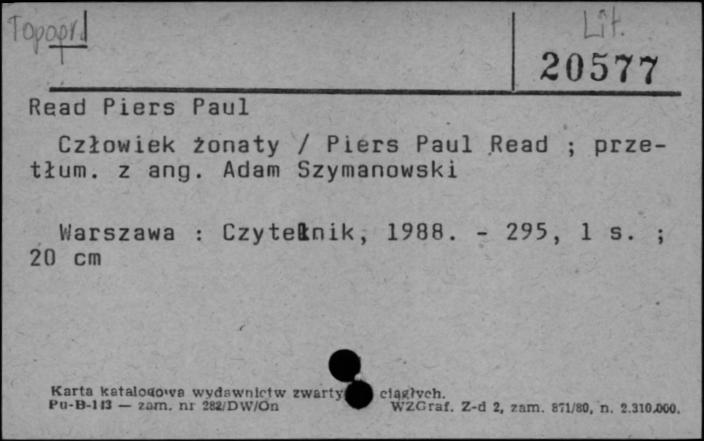 Lit.
20577
Read Piers Paul
Człowiek żonaty / Piers Paul Read ; prze-
tłum. z ang. Adam Szymanowski
Warszawa : Czytelnik, 1988. - 295, 1 s. ;
20 cm
Karta katalogowa wydawnictw zwarty ciągłych.
Pu-B-113 — zam. nr 282/DW/On WZGraf. Z-d 2, zam. 871/80, n. 2.310.000.